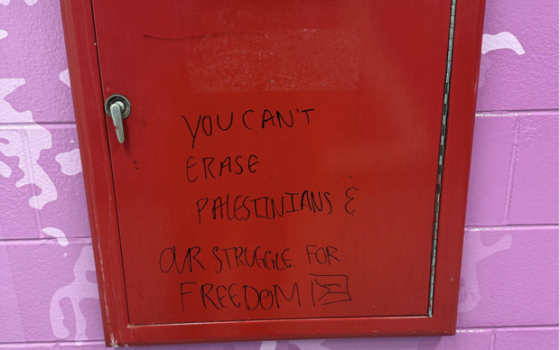 YOU CAN'T
ERASE
PALESTINIANS &
OUR STRUGGLE FOR
FREEDOM